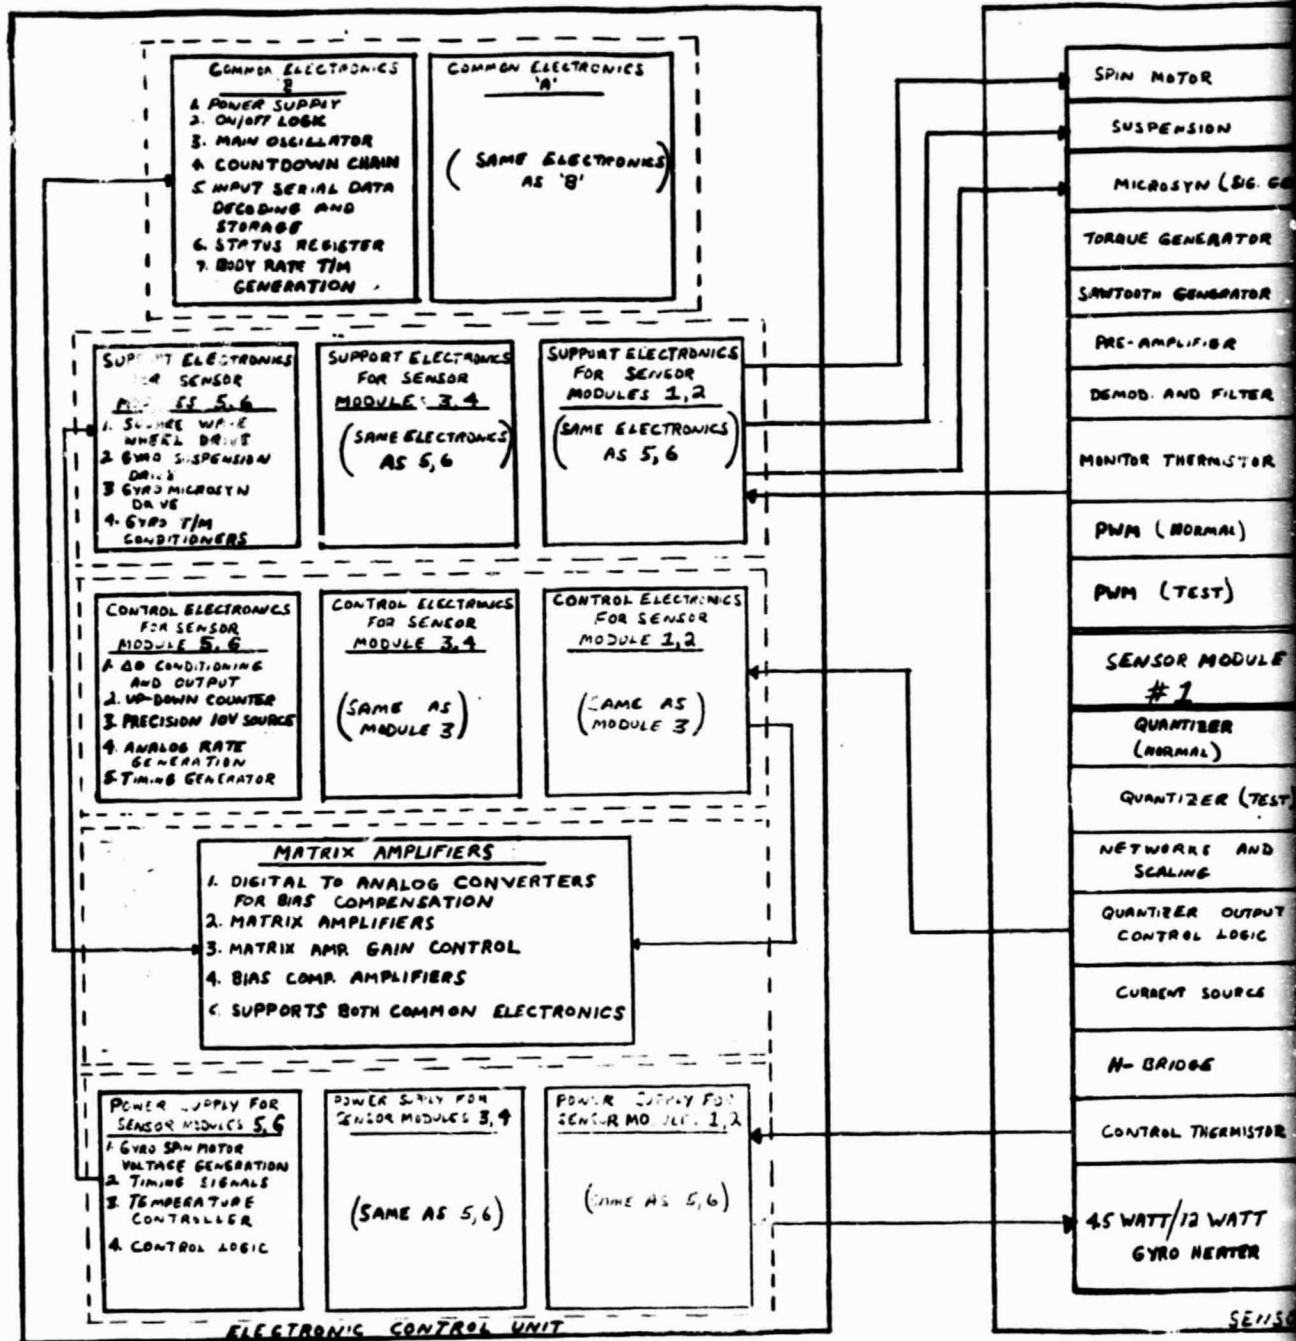 COMMON ELECTRONICS
'B'
1. POWER SUPPLY
2. ON/OFF LOGIC
3. MAIN OSCILLATOR
4. COUNTDOWN CHAIN
5. INPUT SERIAL DATA
DECODING AND
STORAGE
6. STATUS REGISTER
7. BODY RATE T/M
GENERATION
COMMON ELECTRONICS
'A'
(SAME ELECTRONICS
AS 'B')
SUPPORT ELECTRONICS
FOR SENSOR
MODULES 5,6
1. SQUARE WAVE
WHEEL DRIVE
2 GYRO SUSPENSION
DRIVE
3 GYRO MICROSYN
DRIVE
4. GYRO T/M
CONDITIONERS
SUPPORT ELECTRONICS
FOR SENSOR
MODULES 3,4
(SAME ELECTRONICS
AS 5,6)
SUPPORT ELECTRONICS
FOR SENSOR
MODULES 1,2
(SAME ELECTRONICS
AS 5,6)
CONTROL ELECTRONICS
FOR SENSOR
MODULE 5,6
1. ΔΘ CONDITIONING
AND OUTPUT
2. UP-DOWN COUNTER
3. PRECISION 10V SOURCE
4. ANALOG RATE
GENERATION
5. TIMING GENERATOR
CONTROL ELECTRONICS
FOR SENSOR
MODULE 3,4
(SAME AS
MODULE 3)
CONTROL ELECTRONICS
FOR SENSOR
MODULE 1,2
(SAME AS
MODULE 3)
MATRIX AMPLIFIERS
1. DIGITAL TO ANALOG CONVERTERS
FOR BIAS COMPENSATION
2. MATRIX AMPLIFIERS
3. MATRIX AMP. GAIN CONTROL
4. BIAS COMP. AMPLIFIERS
SUPPORTS BOTH COMMON ELECTRONICS
POWER SUPPLY FOR
SENSOR MODULES 5,6
1. GYRO SPIN MOTOR
VOLTAGE GENERATION
2. TIMING SIGNALS
3. TEMPERATURE
CONTROLLER
4. CONTROL LOGIC
POWER SUPPLY FOR
SENSOR MODULES 3,4
(SAME AS 5,6)
POWER SUPPLY FOR
SENSOR MODULES 1,2
(SAME AS 5,6)
ELECTRONIC CONTROL UNIT
SPIN MOTOR
SUSPENSION
MICROSYN (SIG. GE
TORQUE GENERATOR
SAWTOOTH GENERATOR
PRE-AMPLIFIER
DEMOD. AND FILTER
MONITOR THERMISTOR
PWM (NORMAL)
PWM (TEST)
SENSOR MODULE
#1
QUANTIZER
(NORMAL)
QUANTIZER (TEST)
NETWORKS AND
SCALING
QUANTIZER OUTPUT
CONTROL LOGIC
CURRENT SOURCE
H-BRIDGE
CONTROL THERMISTOR
4.5 WATT/12 WATT
GYRO HEATER
SENSO